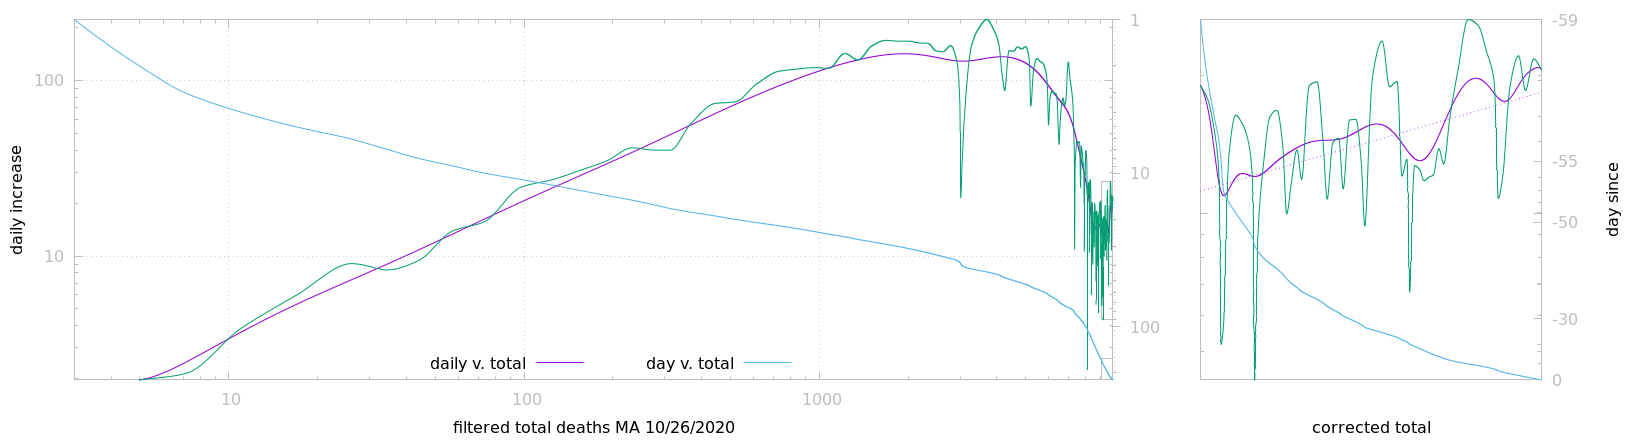 1
-59
100
daily increase
10
-55
-50
day since
10
100
-30
daily v. total
day v. total
0
10
100
1000
filtered total deaths MA 10/26/2020
corrected total